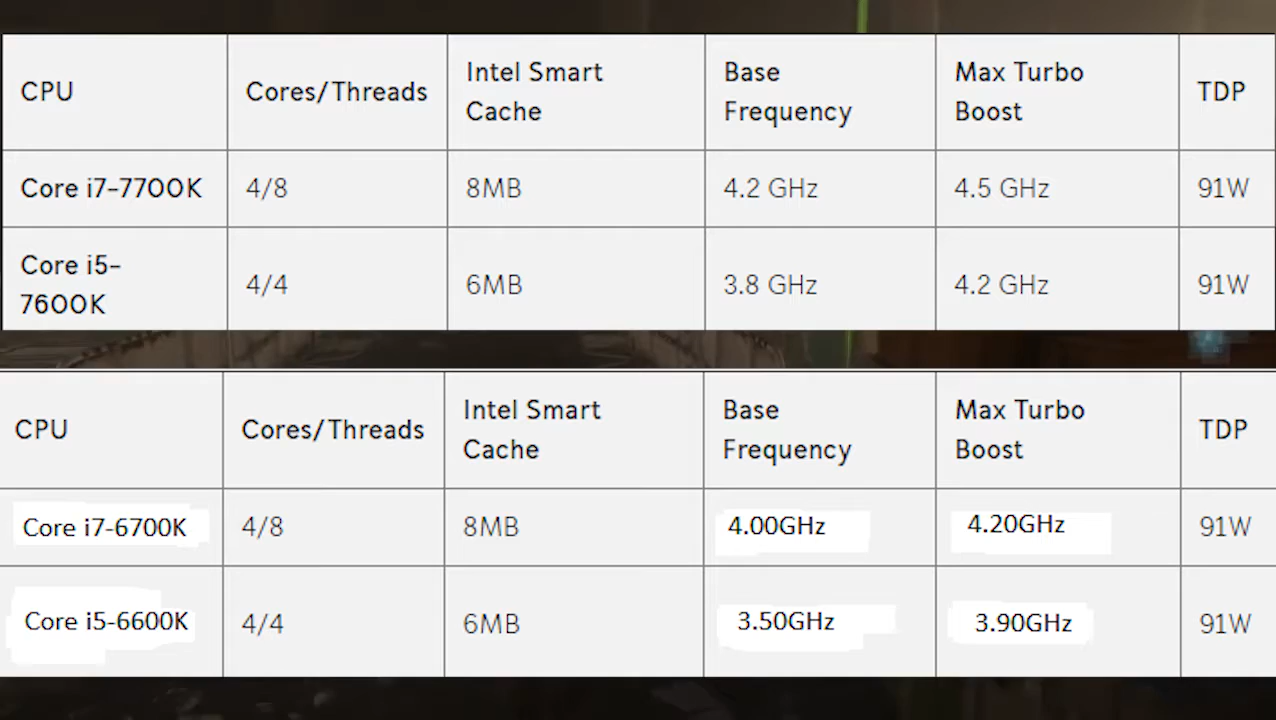 CPU
Cores/Threads
Intel Smart
Cache
Base
Frequency
Max Turbo
Boost
TDP
Core i7-7700K
4/8
8MB
4.2 GHz
4.5 GHz
91W
Core i5-
7600K
4/4
6MB
3.8 GHz
4.2 GHz
91W
CPU
Cores/Threads
Intel Smart
Cache
Base
Frequency
Max Turbo
Boost
TDP
Core i7-6700K
4/8
8MB
4.00GHz
4.20GHz
91W
Core i5-6600K
4/4
6MB
3.50GHz
3.90GHz
91W